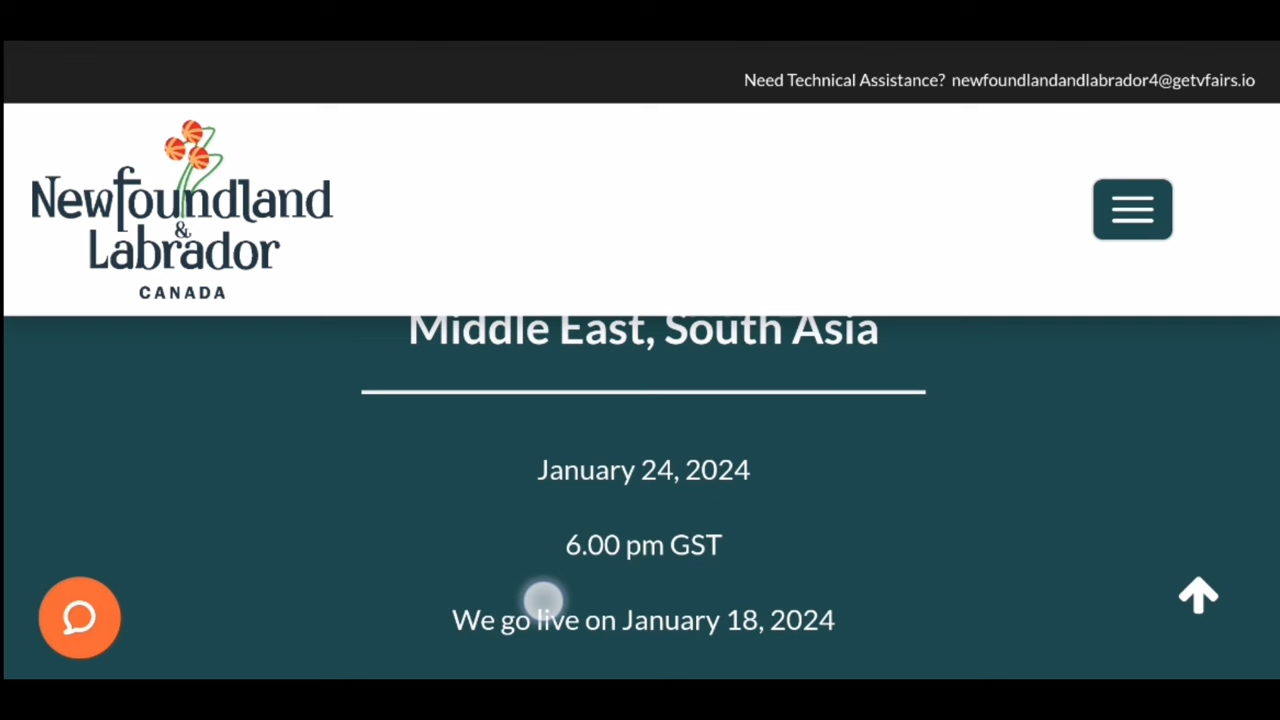 Need Technical Assistance? newfoundlandandlabrador4@getvfairs.io
Newfoundland
&
Labrador
CANADA
Middle East, South Asia
January 24, 2024
6.00 pm GST
We go live on January 18, 2024